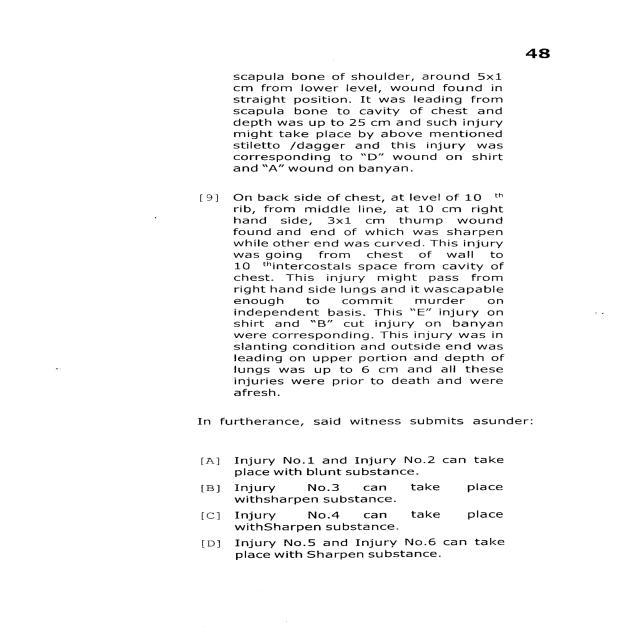 48
scapula bone of shoulder, around 5x1
cm from lower level, wound found in
straight position. It was leading from
scapula bone to cavity of chest and
depth was up to 25 cm and such injury
might take place by above mentioned
stiletto /dagger and this injury was
corresponding to "D" wound on shirt
and "A" wound on banyan.
[9] On back side of chest, at level of 10 th
rib, from middle line, at 10 cm right
hand side, 3x1 cm thump wound
found and end of which was sharpen
while other end was curved. This injury
was going from chest of wall to
10 thintercostals space from cavity of
chest. This injury might pass from
right hand side lungs and it wascapable
enough to commit murder on
independent basis. This "E" injury on
shirt and "B" cut injury on banyan
were corresponding. This injury was in
slanting condition and outside end was
leading on upper portion and depth of
lungs was up to 6 cm and all these
injuries were prior to death and were
afresh.
In furtherance, said witness submits asunder:
[A] Injury No.1 and Injury No.2 can take
place with blunt substance.
[B] Injury No.3 can take place
withsharpen substance.
[C] Injury No.4 can take place
withSharpen substance.
[D] Injury No.5 and Injury No.6 can take
place with Sharpen substance.